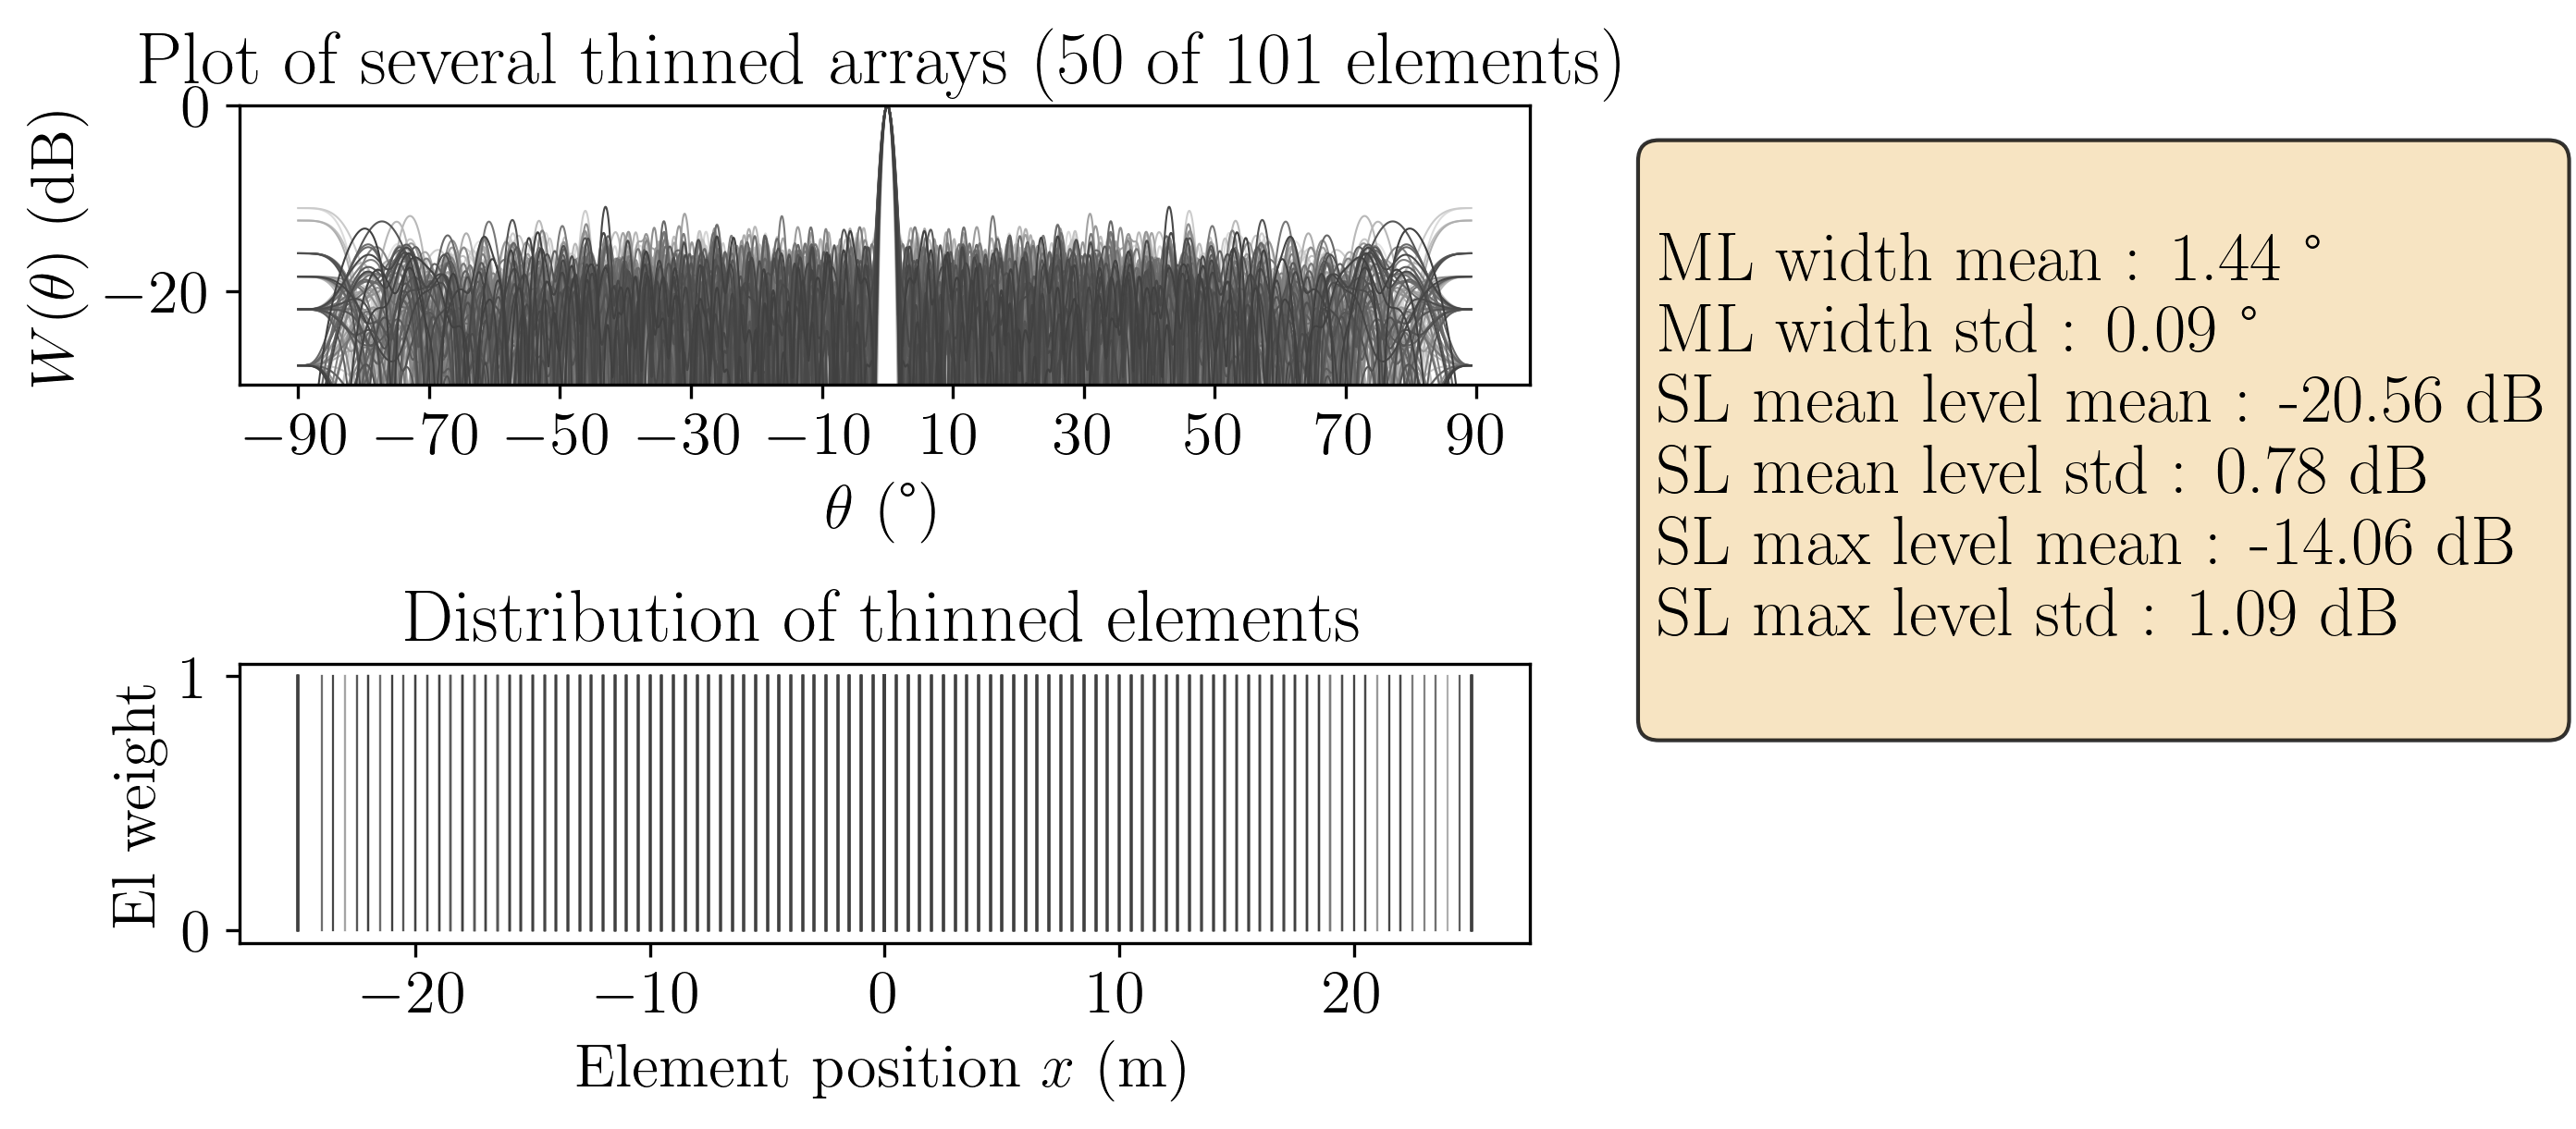 Plot of several thinned arrays (50 of 101 elements)
W(θ) (dB)
0
−20
−90 −70 −50 −30 −10 10 30 50 70 90
θ (°)
ML width mean : 1.44 °
ML width std : 0.09 °
SL mean level mean : -20.56 dB
SL mean level std : 0.78 dB
SL max level mean : -14.06 dB
SL max level std : 1.09 dB
Distribution of thinned elements
El weight
1
0
−20 −10 0 10 20
Element position x (m)